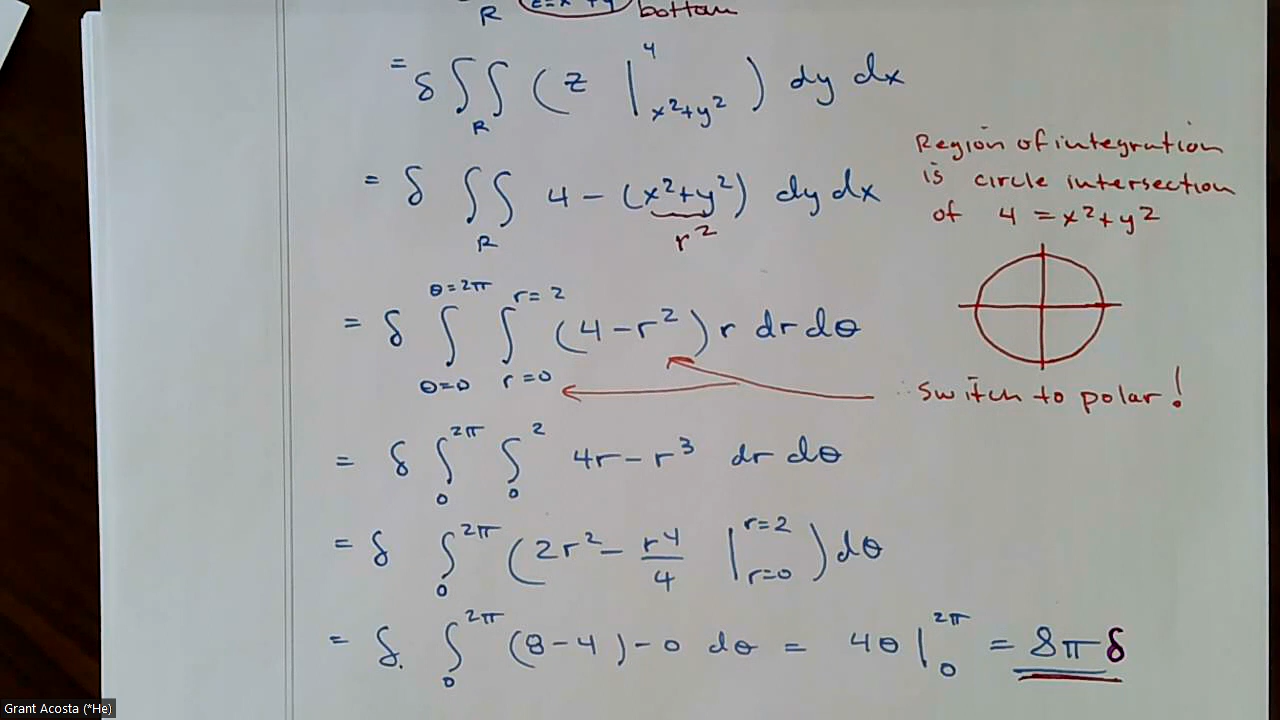 R z=x²+y² bottom
= δ ∫∫_R ( z |_{x²+y²}^{4} ) dy dx
= δ ∫∫_R 4 - (x²+y²) dy dx
r²
Region of integration
is circle intersection
of 4 = x²+y²
= δ ∫_{θ=0}^{θ=2π} ∫_{r=0}^{r=2} (4-r²) r dr dθ
Switch to polar!
= δ ∫_0^{2π} ∫_0^2 4r - r³ dr dθ
= δ ∫_0^{2π} (2r² - r⁴/4 |_{r=0}^{r=2}) dθ
= δ. ∫_0^{2π} (8-4) - 0 dθ = 4θ |_0^{2π} = 8πδ
Grant Acosta (*He)